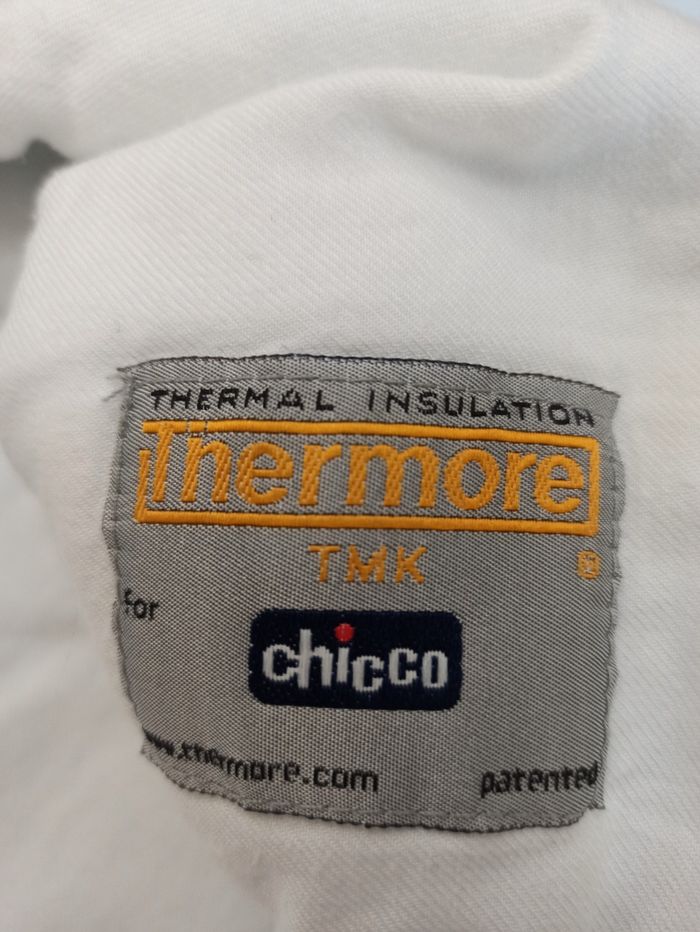 THERMAL INSULATION
Thermore
TMK
For
chicco
www.thermore.com patented